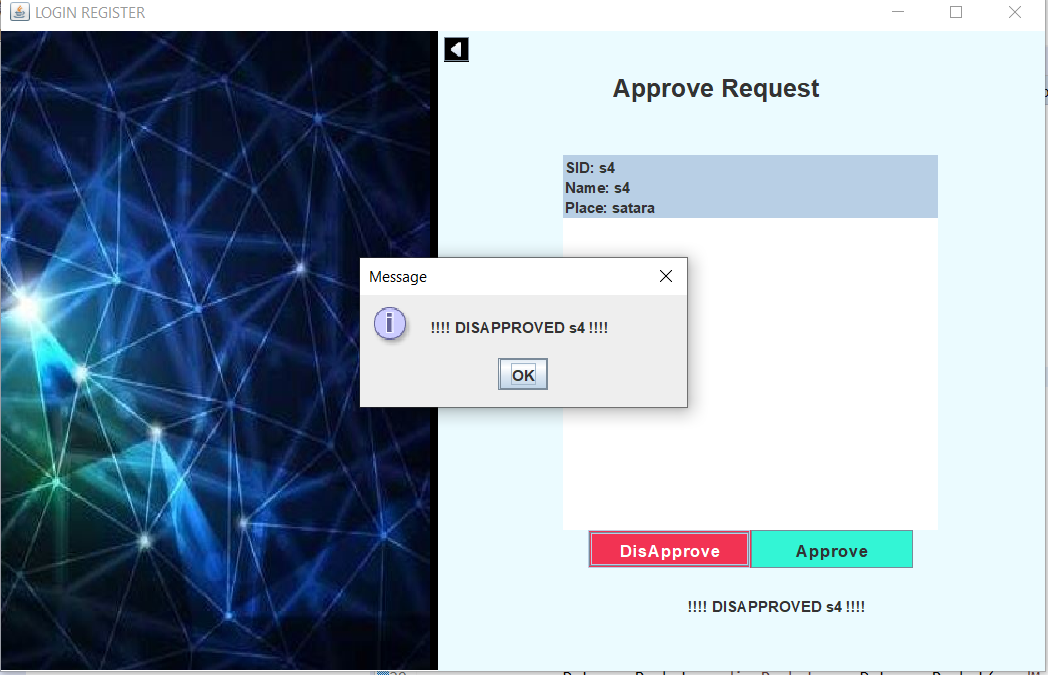 LOGIN REGISTER
Approve Request
SID: s4
Name: s4
Place: satara
Message
!!!! DISAPPROVED s4 !!!!
OK
DisApprove
Approve
!!!! DISAPPROVED s4 !!!!